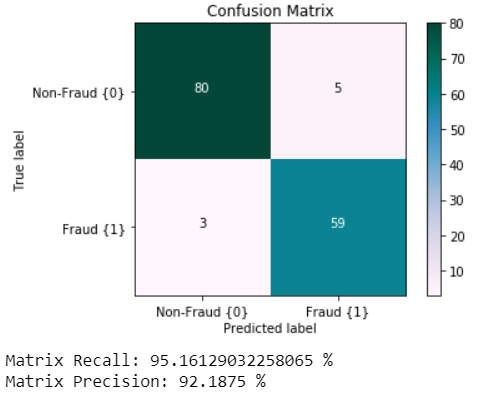 Confusion Matrix
80
Non-Fraud {0}
80
5
70
60
True label
50
40
Fraud {1}
3
59
30
20
10
Non-Fraud {0}
Fraud {1}
Predicted label
Matrix Recall: 95.16129032258065 %
Matrix Precision: 92.1875 %